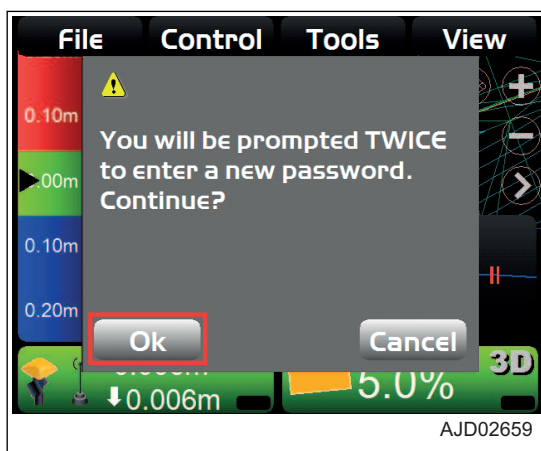 File Control Tools View
0.10m
You will be prompted TWICE
to enter a new password.
.00m
Continue?
0.10m
0.20m
Ok Cancel
3D
5.0%
0.006m
AJD02659